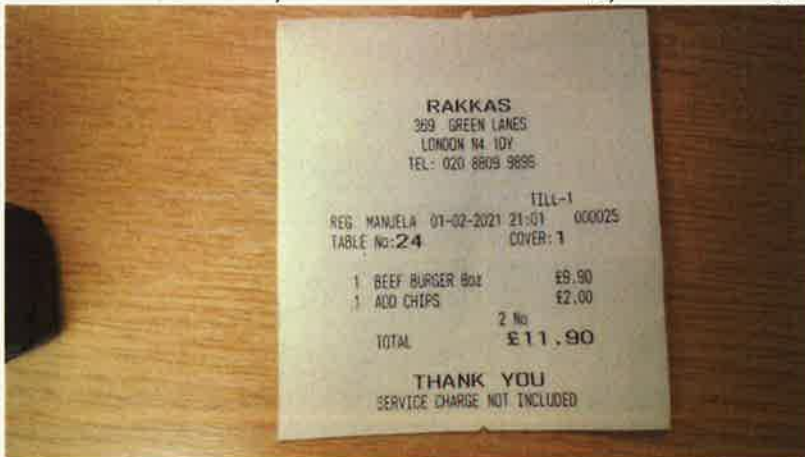 RAKKAS
369 GREEN LANES
LONDON N4 1DY
TEL: 020 8809 9896
TILL-1
REG MANUELA 01-02-2021 21:01 000025
TABLE No:24 COVER:1
1 BEEF BURGER 8oz £9.90
1 ADD CHIPS £2.00
2 No
TOTAL £11.90
THANK YOU
SERVICE CHARGE NOT INCLUDED